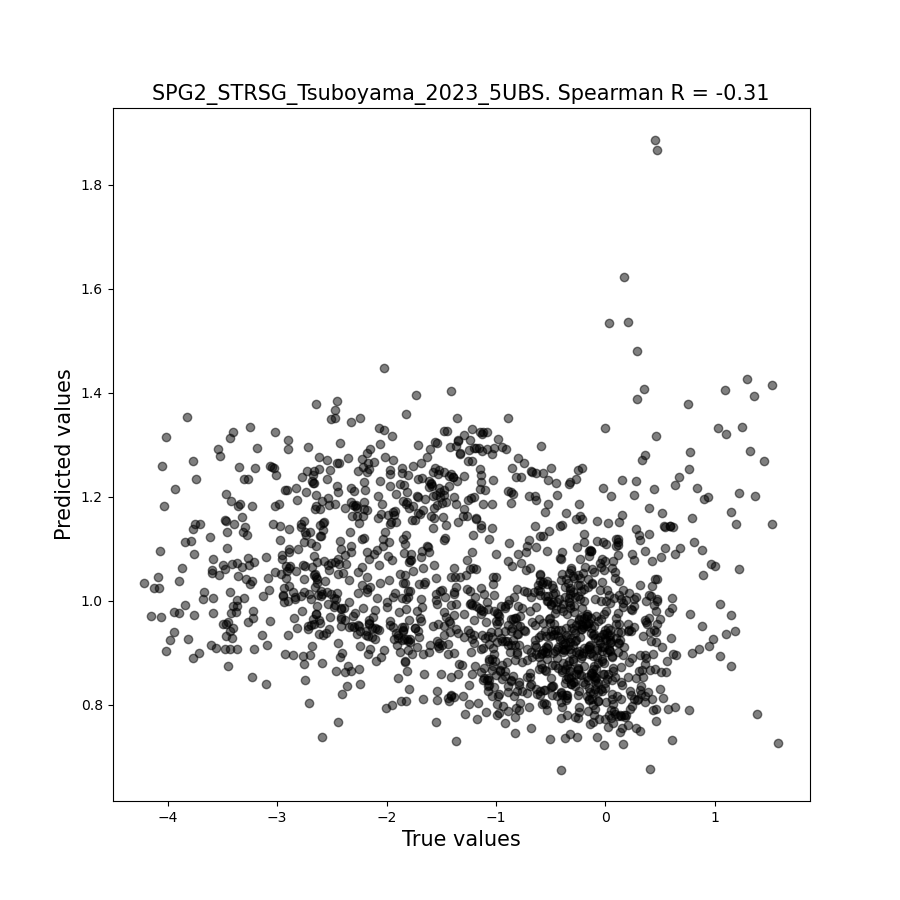 SPG2_STRSG_Tsuboyama_2023_5UBS. Spearman R = -0.31
Predicted values
1.8
1.6
1.4
1.2
1.0
0.8
−4 −3 −2 −1 0 1
True values